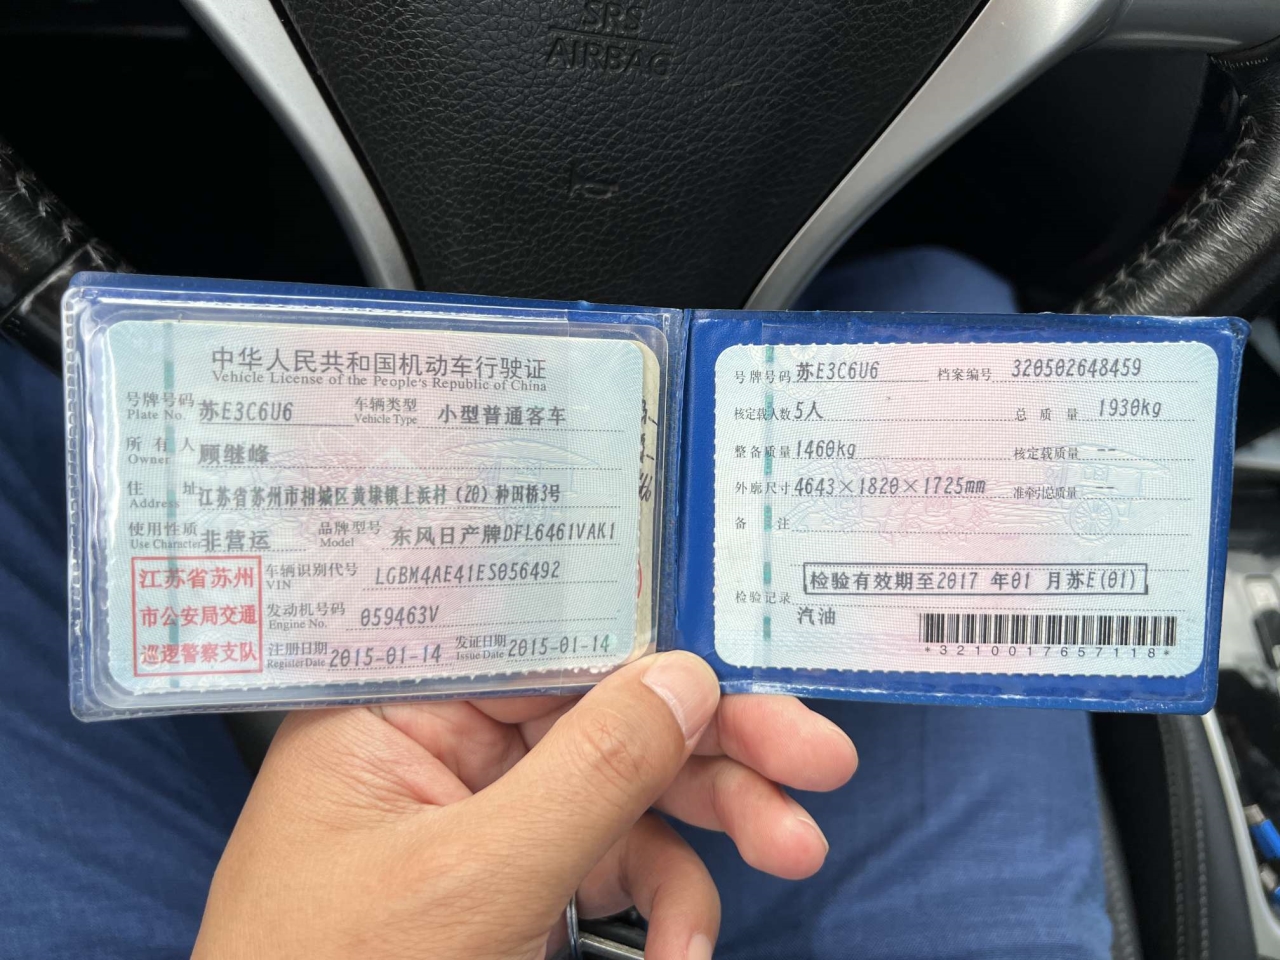 SRS
AIRBAG
中华人民共和国机动车行驶证
Vehicle License of the People's Republic of China
号牌号码 苏E3C6U6 车辆类型 小型普通客车
Plate No. Vehicle Type
所有人 顾继峰
Owner
住址 江苏省苏州市相城区黄埭镇上浜村(20)种田桥3号
Address
使用性质 非营运 品牌型号 东风日产牌DFL6461VAK1
Use Character Model
江苏省苏州
市公安局交通
巡逻警察支队
车辆识别代号 LGBM4AE41ES056492
VIN
发动机号码 059463V
Engine No.
注册日期 2015-01-14 发证日期 2015-01-14
Register Date Issue Date
号牌号码 苏E3C6U6 档案编号 320502648459
核定载人数 5人 总质量 1930kg
整备质量 1460kg 核定载质量 --
外廓尺寸 4643×1820×1725mm 准牵引总质量 --
备注
检验有效期至2017 年01 月苏E(01)
检验记录
汽油
*3210017657118*